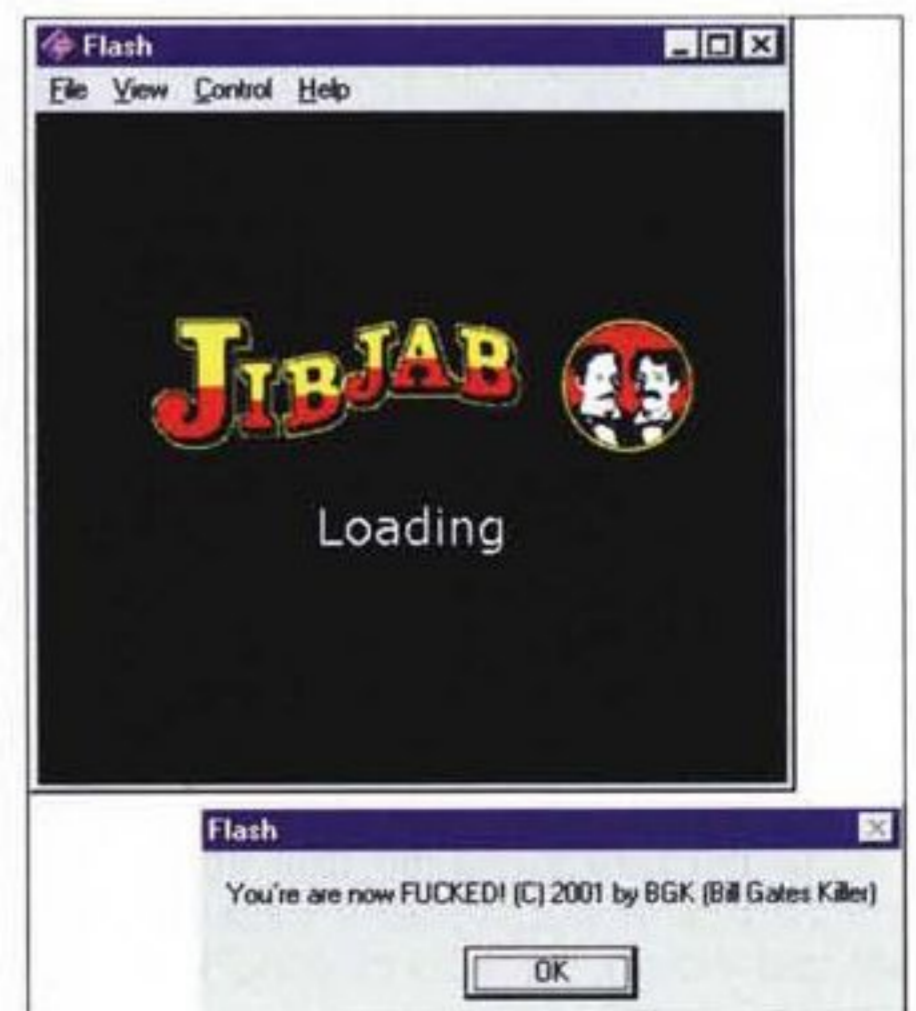 Flash
File View Control Help
JIBJAB
Loading
Flash
You're are now FUCKED! (C) 2001 by BGK (Bill Gates Killer)
OK